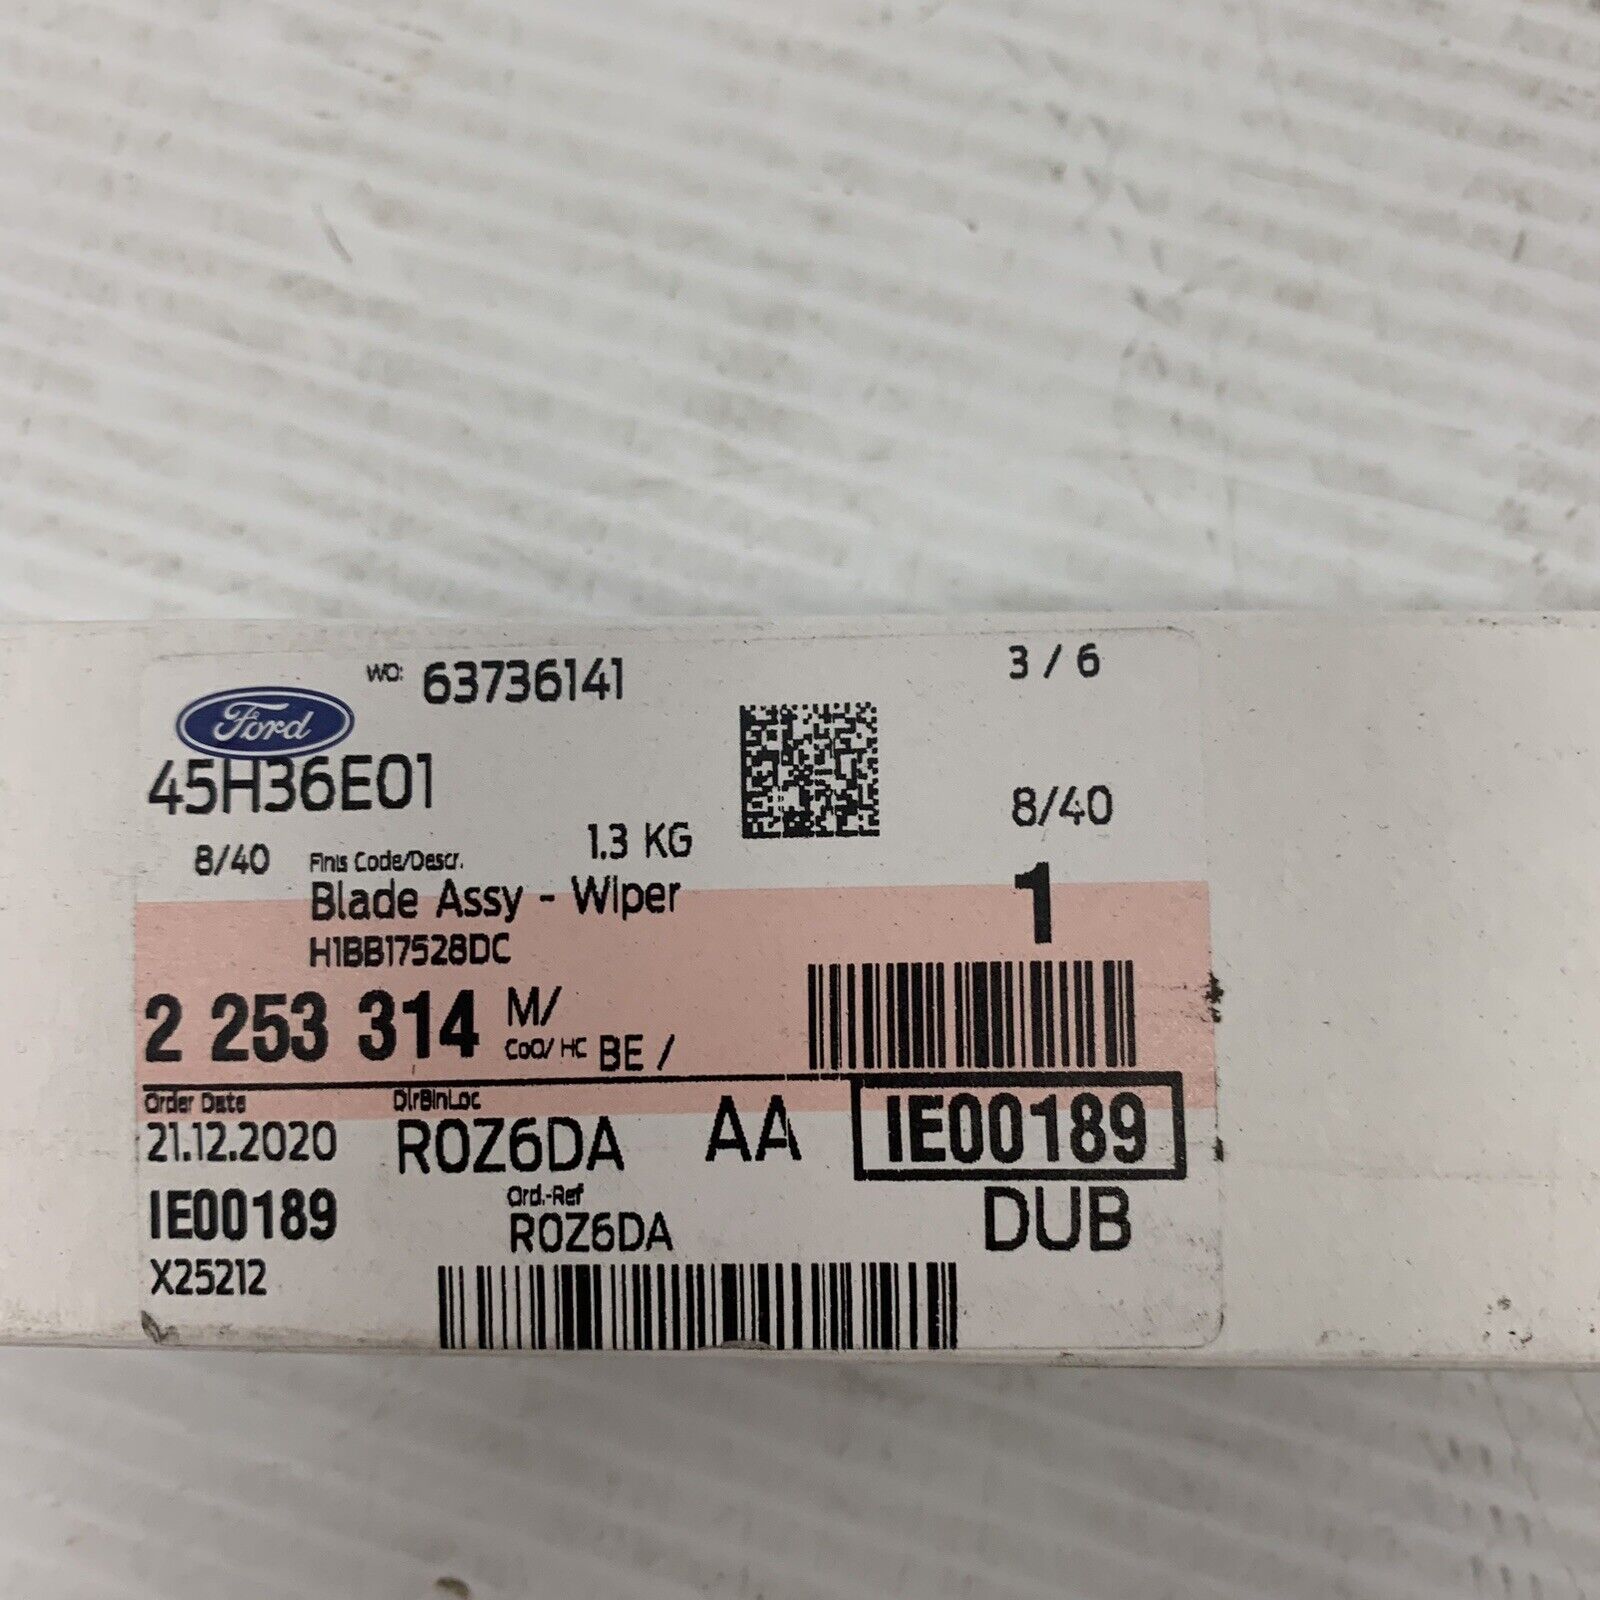 WO: 63736141
3 / 6
Ford
45H36E01
8/40
1.3 KG
8/40 Finis Code/Descr.
Blade Assy - Wiper
1
H1BB17528DC
2 253 314 M/
CoO/ HC BE /
Order Date DlrBinLoc
21.12.2020 R0Z6DA AA IE00189
IE00189 Ord.-Ref
R0Z6DA DUB
X25212